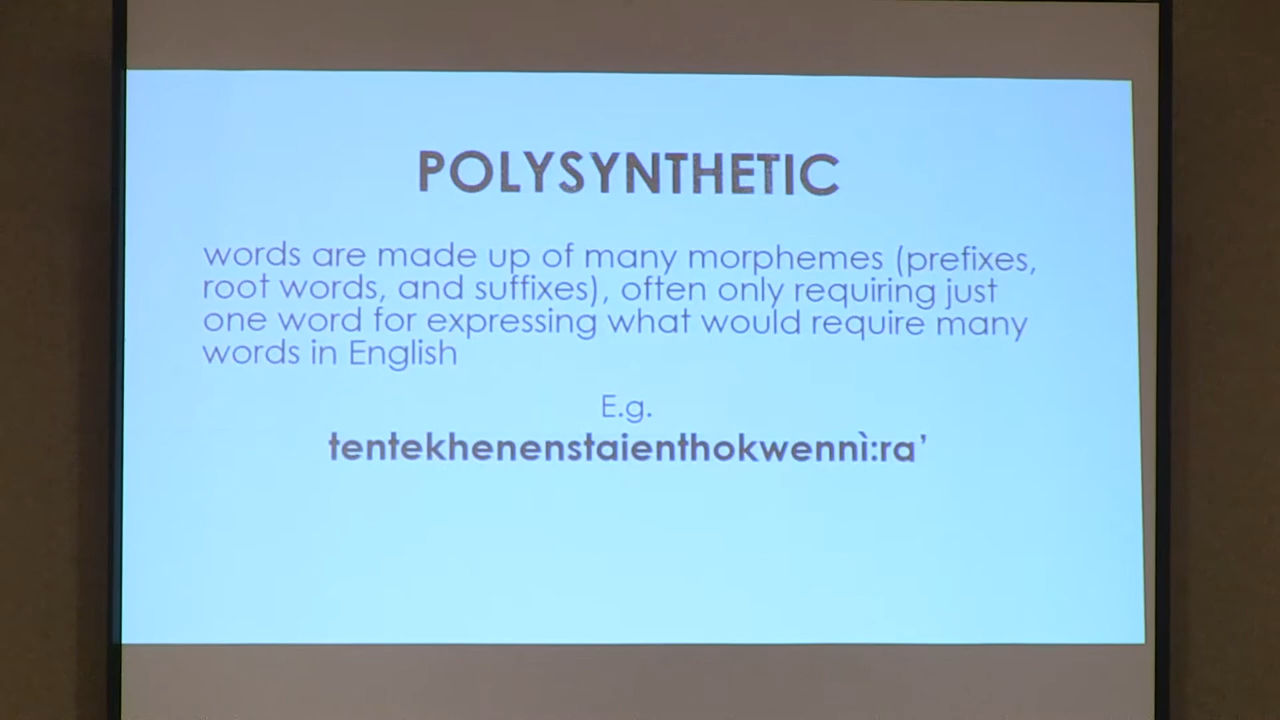 POLYSYNTHETIC
words are made up of many morphemes (prefixes,
root words, and suffixes), often only requiring just
one word for expressing what would require many
words in English
E.g.
tentekhenenstaienthokwennì:ra’